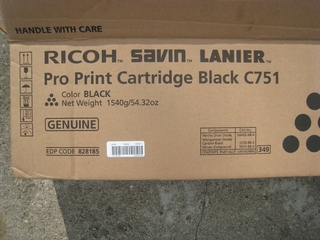 HANDLE WITH CARE
RICOH savin LANIER
Pro Print Cartridge Black C751
Color BLACK
Net Weight 1540g/54.32oz
GENUINE
EDP CODE 828185
Components
349